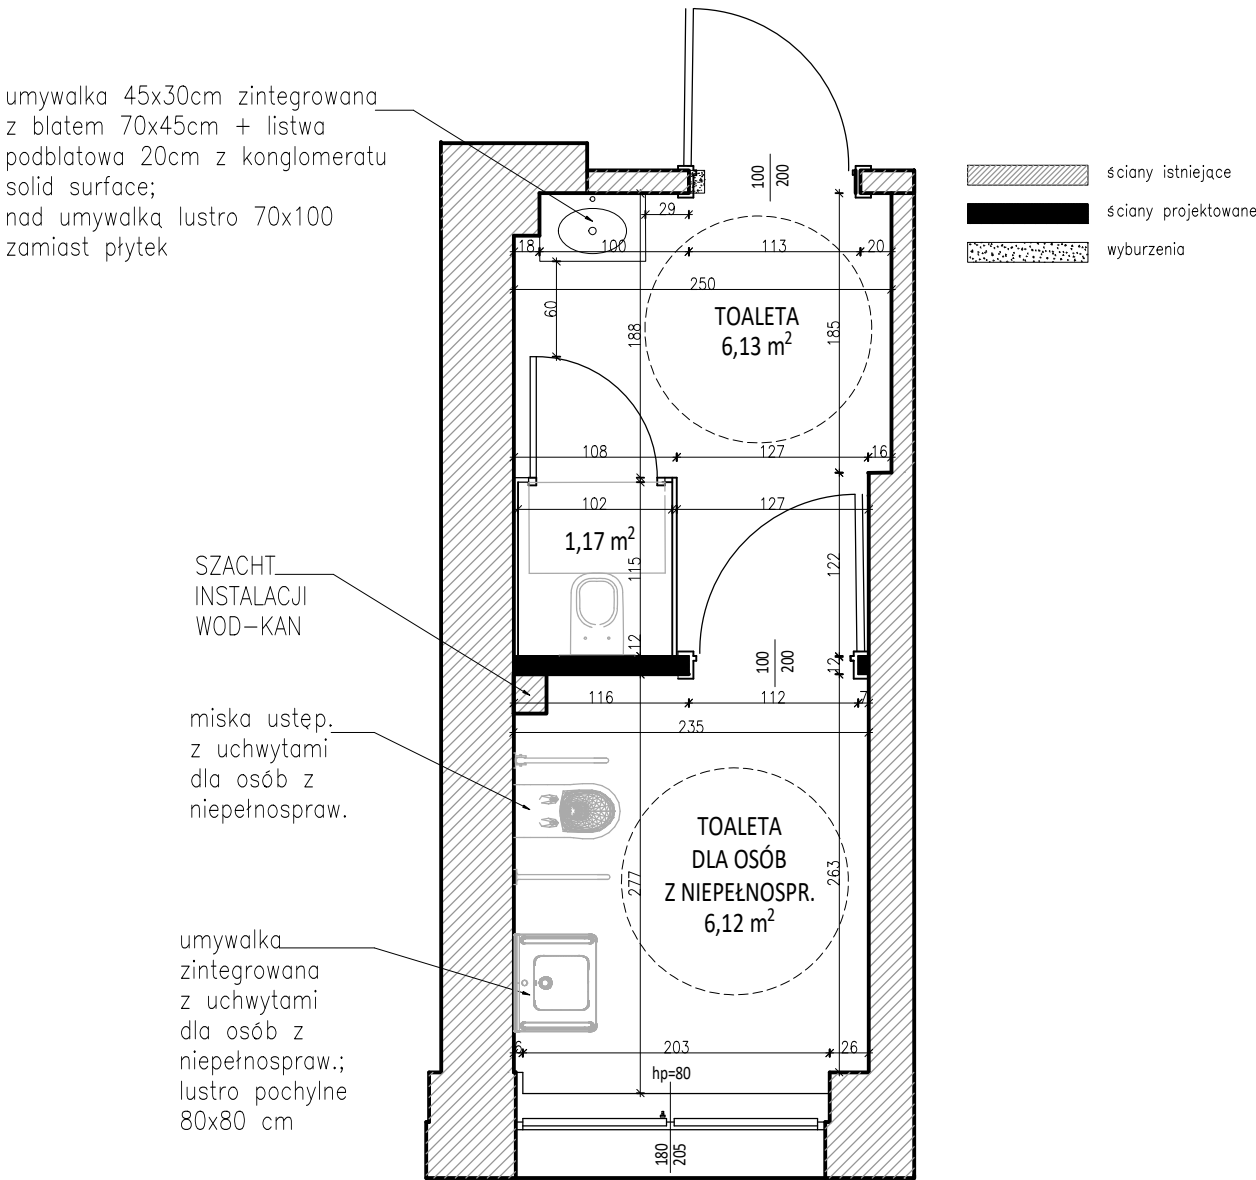 umywalka 45x30cm zintegrowana
z blatem 70x45cm + listwa
podblatowa 20cm z konglomeratu
solid surface;
nad umywalką lustro 70x100
zamiast płytek
ściany istniejące
ściany projektowane
wyburzenia
100
200
29
18
100
113
20
250
60
188
185
TOALETA
6,13 m²
108
127
16
102
127
1,17 m²
115
122
12
SZACHT
INSTALACJI
WOD-KAN
100
200
12
116
112
7
235
miska ustęp.
z uchwytami
dla osób z
niepełnospraw.
TOALETA
DLA OSÓB
Z NIEPEŁNOSPR.
6,12 m²
277
263
umywalka
zintegrowana
z uchwytami
dla osób z
niepełnospraw.;
lustro pochylne
80x80 cm
6
203
26
hp=80
180
205